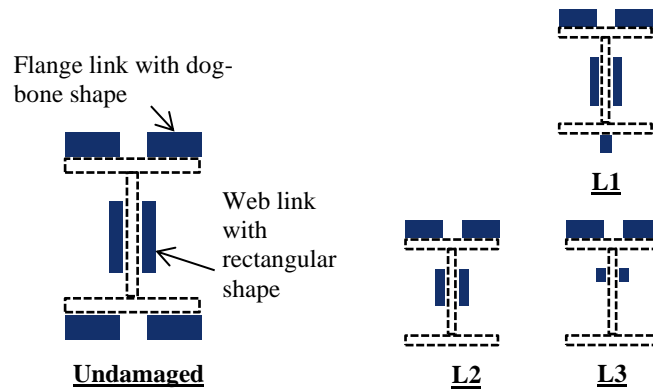 Flange link with dog-
bone shape
Web link
with
rectangular
shape
Undamaged
L1
L2
L3